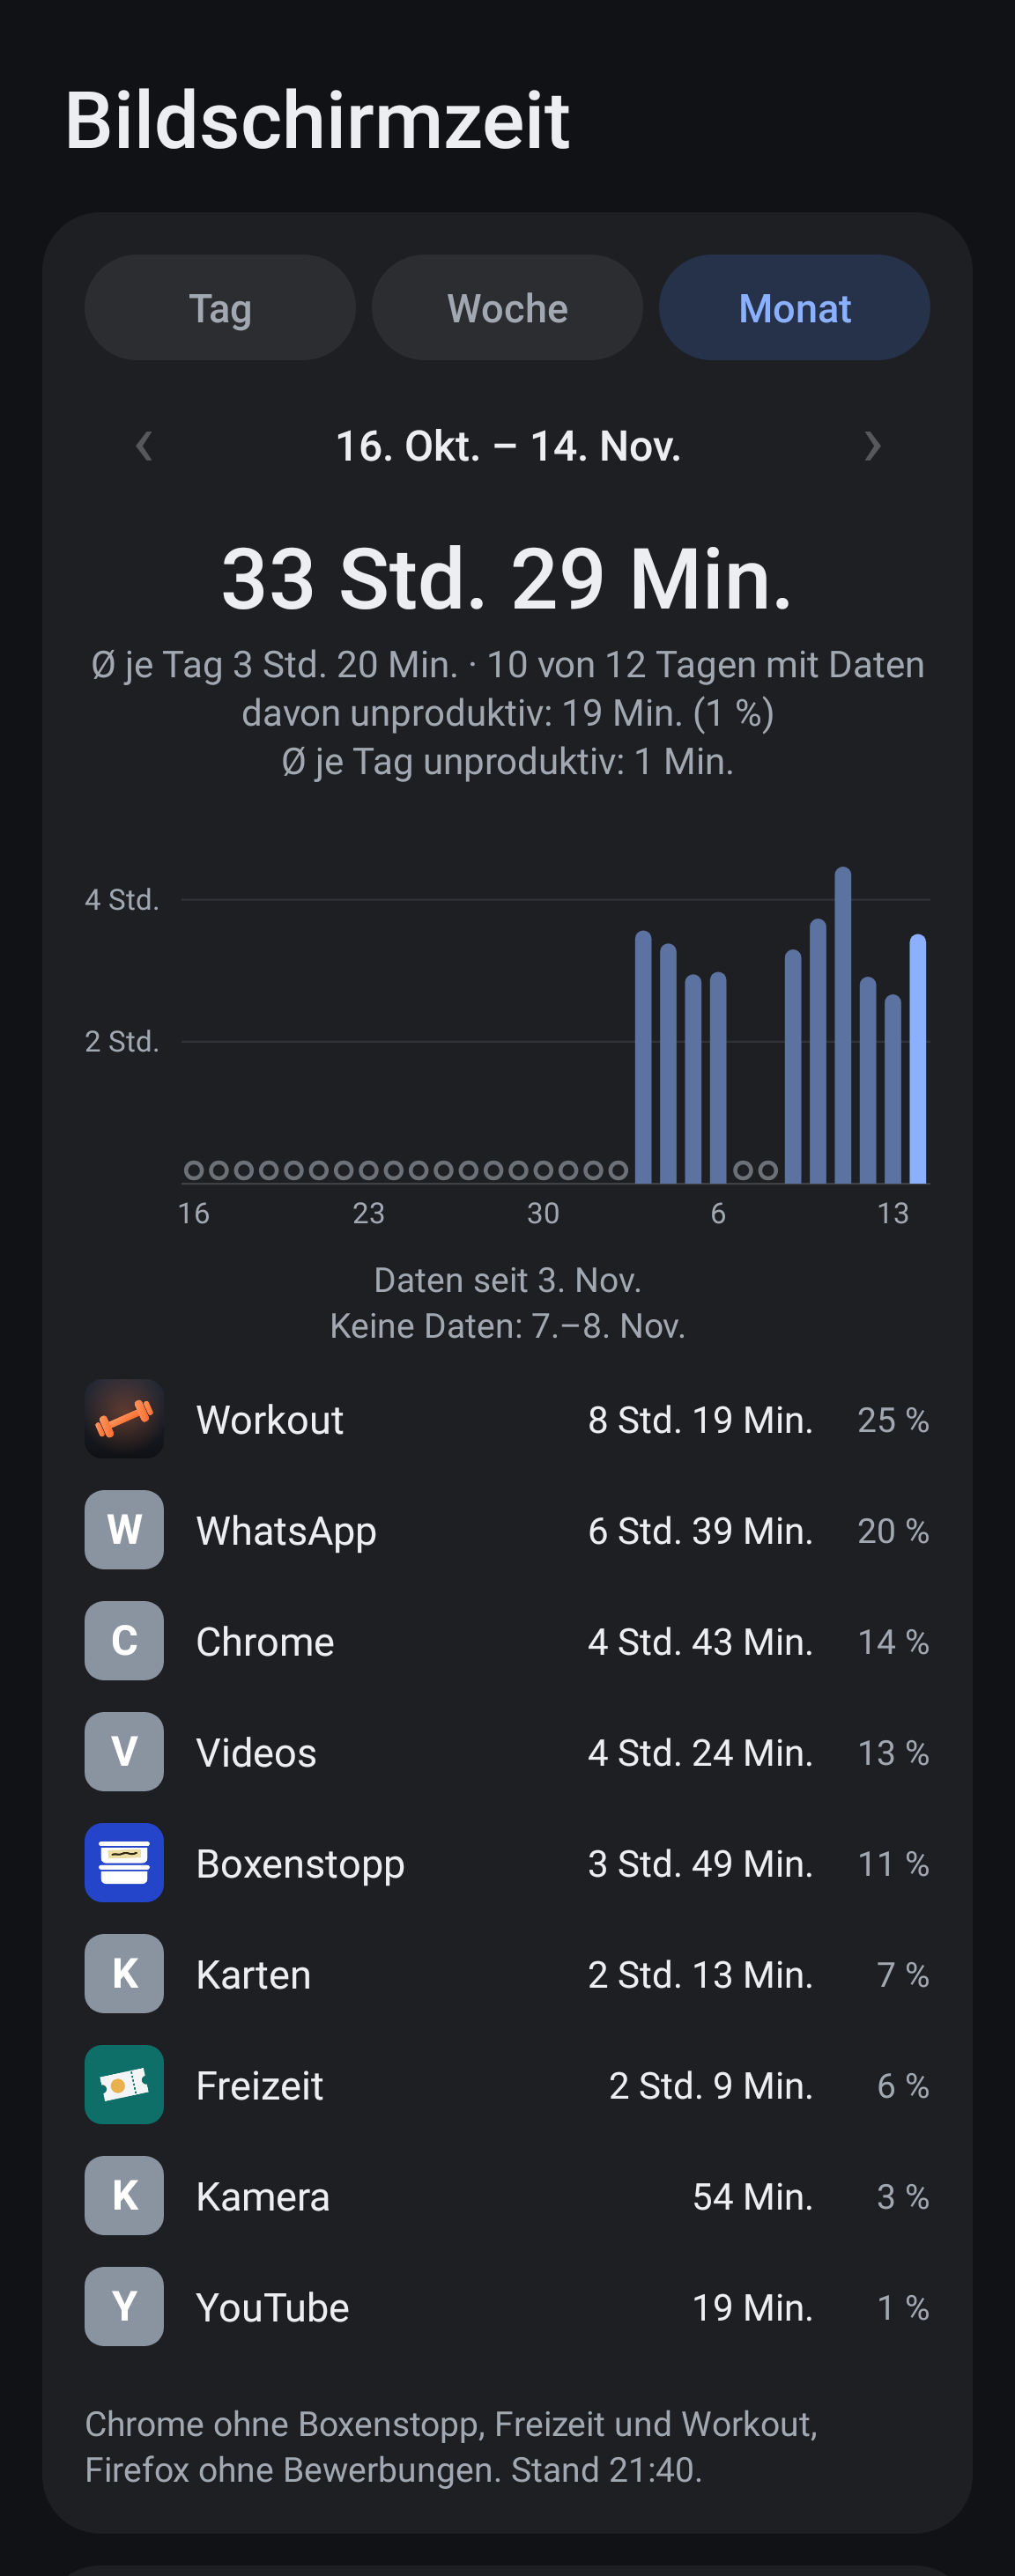 Bildschirmzeit
Tag Woche Monat
‹ 16. Okt. – 14. Nov. ›
33 Std. 29 Min.
Ø je Tag 3 Std. 20 Min. · 10 von 12 Tagen mit Daten
davon unproduktiv: 19 Min. (1 %)
Ø je Tag unproduktiv: 1 Min.
4 Std.
2 Std.
16 23 30 6 13
Daten seit 3. Nov.
Keine Daten: 7.–8. Nov.
Workout 8 Std. 19 Min. 25 %
W WhatsApp 6 Std. 39 Min. 20 %
C Chrome 4 Std. 43 Min. 14 %
V Videos 4 Std. 24 Min. 13 %
Boxenstopp 3 Std. 49 Min. 11 %
K Karten 2 Std. 13 Min. 7 %
Freizeit 2 Std. 9 Min. 6 %
K Kamera 54 Min. 3 %
Y YouTube 19 Min. 1 %
Chrome ohne Boxenstopp, Freizeit und Workout,
Firefox ohne Bewerbungen. Stand 21:40.